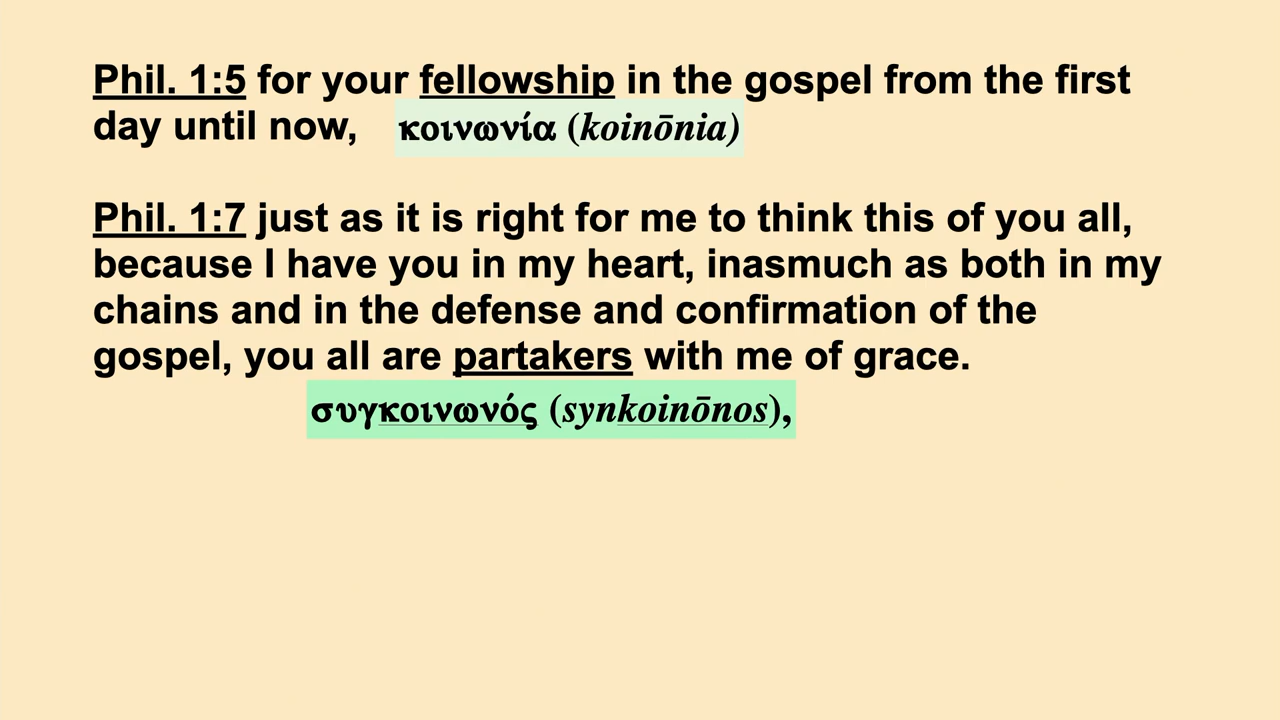 Phil. 1:5 for your fellowship in the gospel from the first
day until now, κοινωνία (koinōnia)
Phil. 1:7 just as it is right for me to think this of you all,
because I have you in my heart, inasmuch as both in my
chains and in the defense and confirmation of the
gospel, you all are partakers with me of grace.
συγκοινωνός (synkoinōnos),